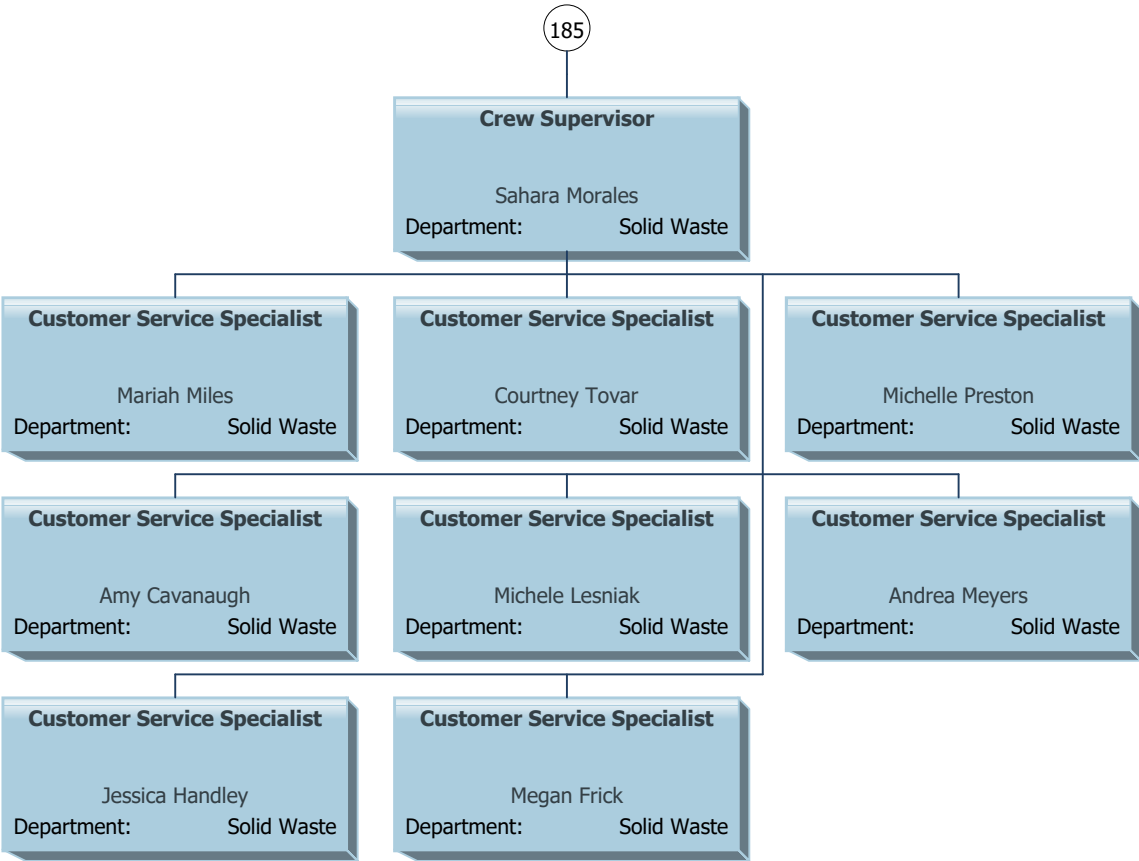 185
Crew Supervisor
Sahara Morales
Department: Solid Waste
Customer Service Specialist
Mariah Miles
Department: Solid Waste
Customer Service Specialist
Courtney Tovar
Department: Solid Waste
Customer Service Specialist
Michelle Preston
Department: Solid Waste
Customer Service Specialist
Amy Cavanaugh
Department: Solid Waste
Customer Service Specialist
Michele Lesniak
Department: Solid Waste
Customer Service Specialist
Andrea Meyers
Department: Solid Waste
Customer Service Specialist
Jessica Handley
Department: Solid Waste
Customer Service Specialist
Megan Frick
Department: Solid Waste